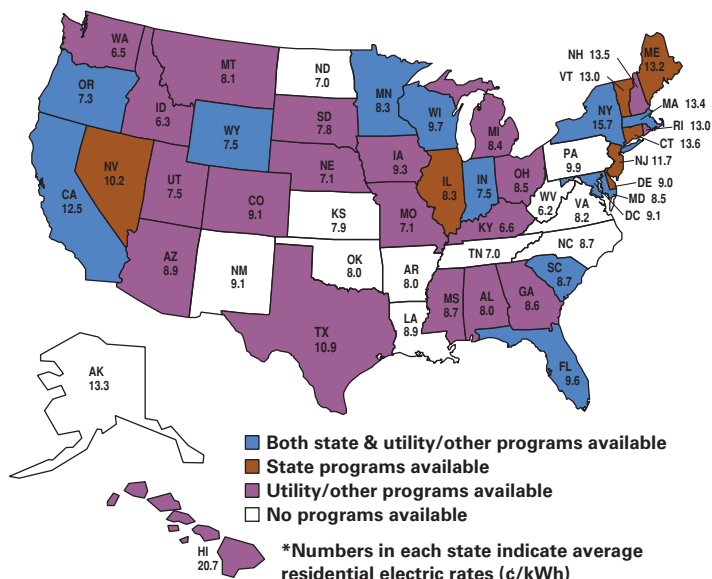 WA
6.5
MT
8.1
ND
7.0
MN
8.3
OR
7.3
ID
6.3
WY
7.5
SD
7.8
WI
9.7
MI
8.4
NY
15.7
NH 13.5
VT 13.0
ME
13.2
MA 13.4
RI 13.0
CT 13.6
NJ 11.7
DE 9.0
MD 8.5
DC 9.1
PA
9.9
NV
10.2
UT
7.5
CO
9.1
NE
7.1
IA
9.3
IL
8.3
IN
7.5
OH
8.5
WV
6.2
VA
8.2
CA
12.5
AZ
8.9
NM
9.1
KS
7.9
MO
7.1
KY 6.6
TN 7.0
NC 8.7
OK
8.0
AR
8.0
SC
8.7
TX
10.9
LA
8.9
MS
8.7
AL
8.0
GA
8.6
FL
9.6
AK
13.3
HI
20.7
Both state & utility/other programs available
State programs available
Utility/other programs available
No programs available
*Numbers in each state indicate average
residential electric rates (¢/kWh)